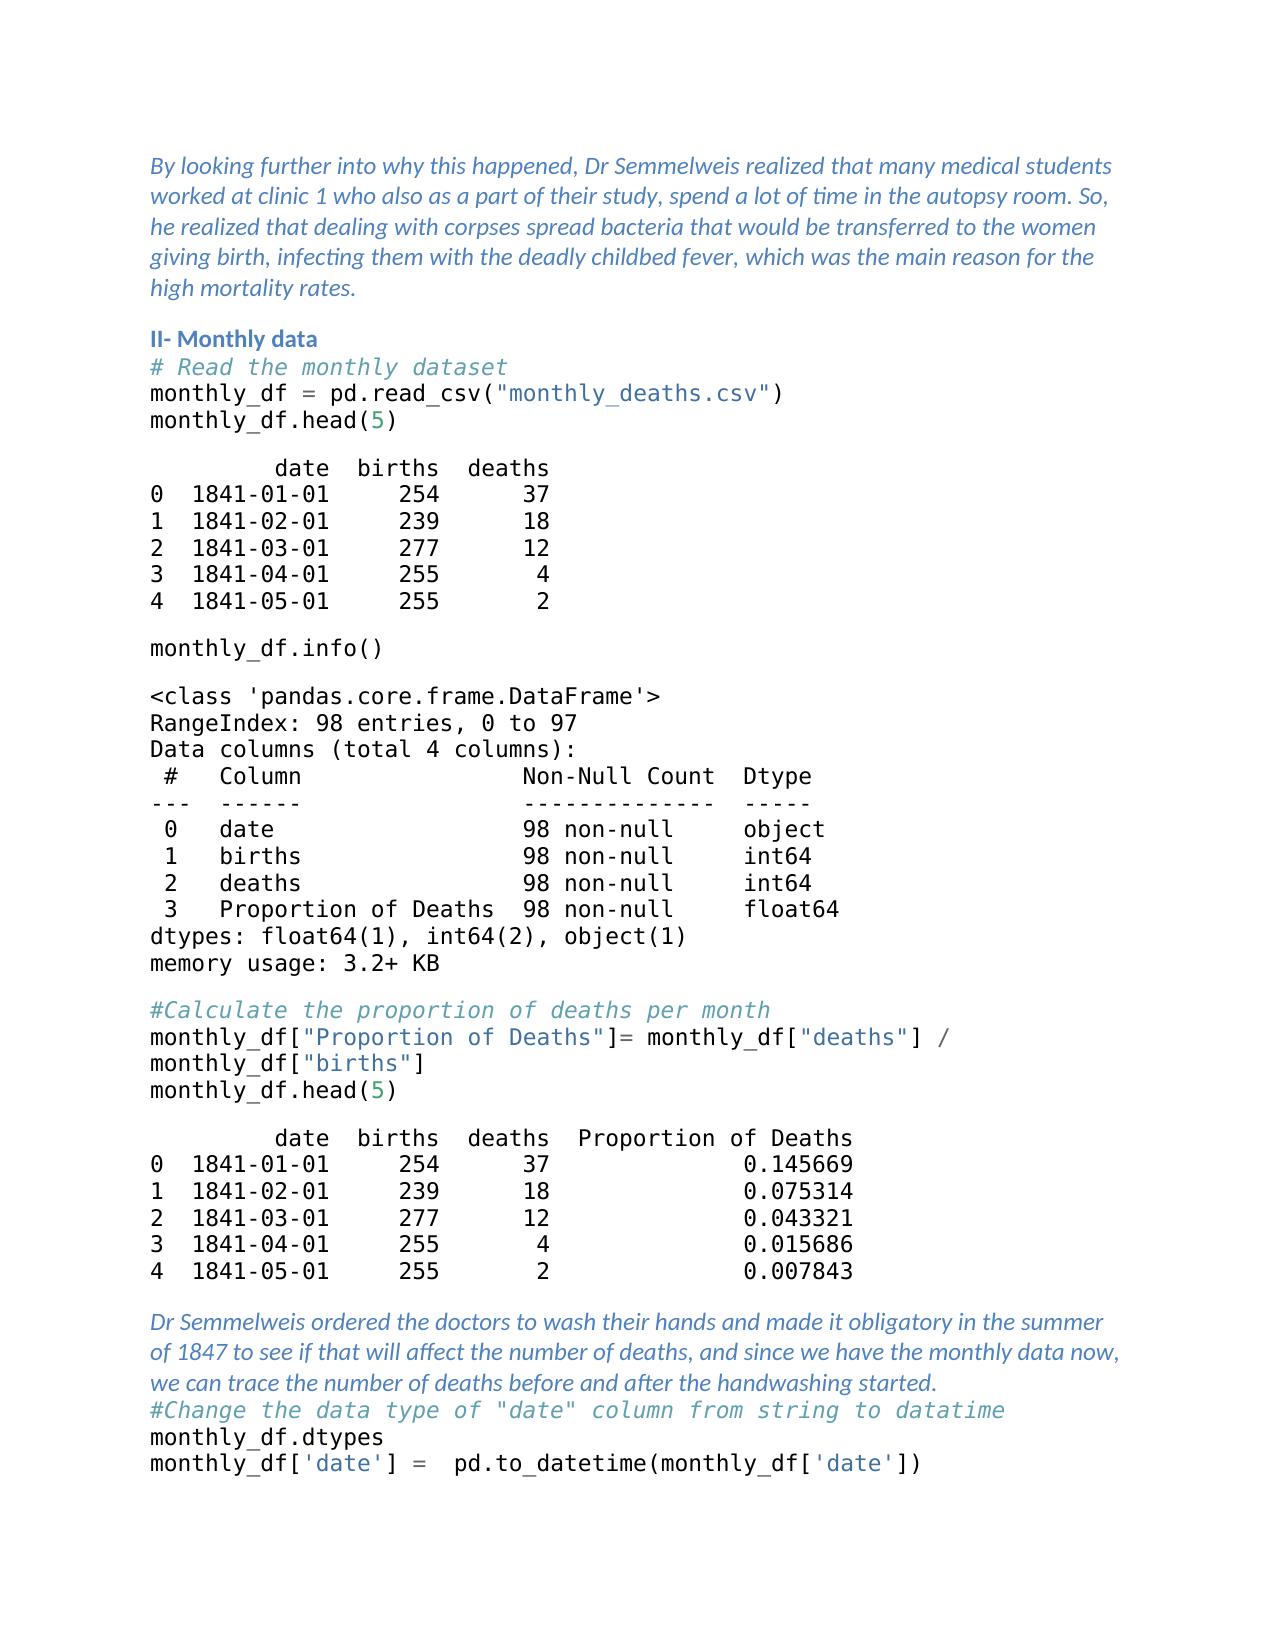 By looking further into why this happened, Dr Semmelweis realized that many medical students
worked at clinic 1 who also as a part of their study, spend a lot of time in the autopsy room. So,
he realized that dealing with corpses spread bacteria that would be transferred to the women
giving birth, infecting them with the deadly childbed fever, which was the main reason for the
high mortality rates.
II- Monthly data
# Read the monthly dataset
monthly_df = pd.read_csv("monthly_deaths.csv")
monthly_df.head(5)
         date  births  deaths
0  1841-01-01     254      37
1  1841-02-01     239      18
2  1841-03-01     277      12
3  1841-04-01     255       4
4  1841-05-01     255       2
monthly_df.info()
<class 'pandas.core.frame.DataFrame'>
RangeIndex: 98 entries, 0 to 97
Data columns (total 4 columns):
 #   Column                Non-Null Count  Dtype
---  ------                --------------  -----
 0   date                  98 non-null     object
 1   births                98 non-null     int64
 2   deaths                98 non-null     int64
 3   Proportion of Deaths  98 non-null     float64
dtypes: float64(1), int64(2), object(1)
memory usage: 3.2+ KB
#Calculate the proportion of deaths per month
monthly_df["Proportion of Deaths"]= monthly_df["deaths"] /
monthly_df["births"]
monthly_df.head(5)
         date  births  deaths  Proportion of Deaths
0  1841-01-01     254      37              0.145669
1  1841-02-01     239      18              0.075314
2  1841-03-01     277      12              0.043321
3  1841-04-01     255       4              0.015686
4  1841-05-01     255       2              0.007843
Dr Semmelweis ordered the doctors to wash their hands and made it obligatory in the summer
of 1847 to see if that will affect the number of deaths, and since we have the monthly data now,
we can trace the number of deaths before and after the handwashing started.
#Change the data type of "date" column from string to datatime
monthly_df.dtypes
monthly_df['date'] =  pd.to_datetime(monthly_df['date'])